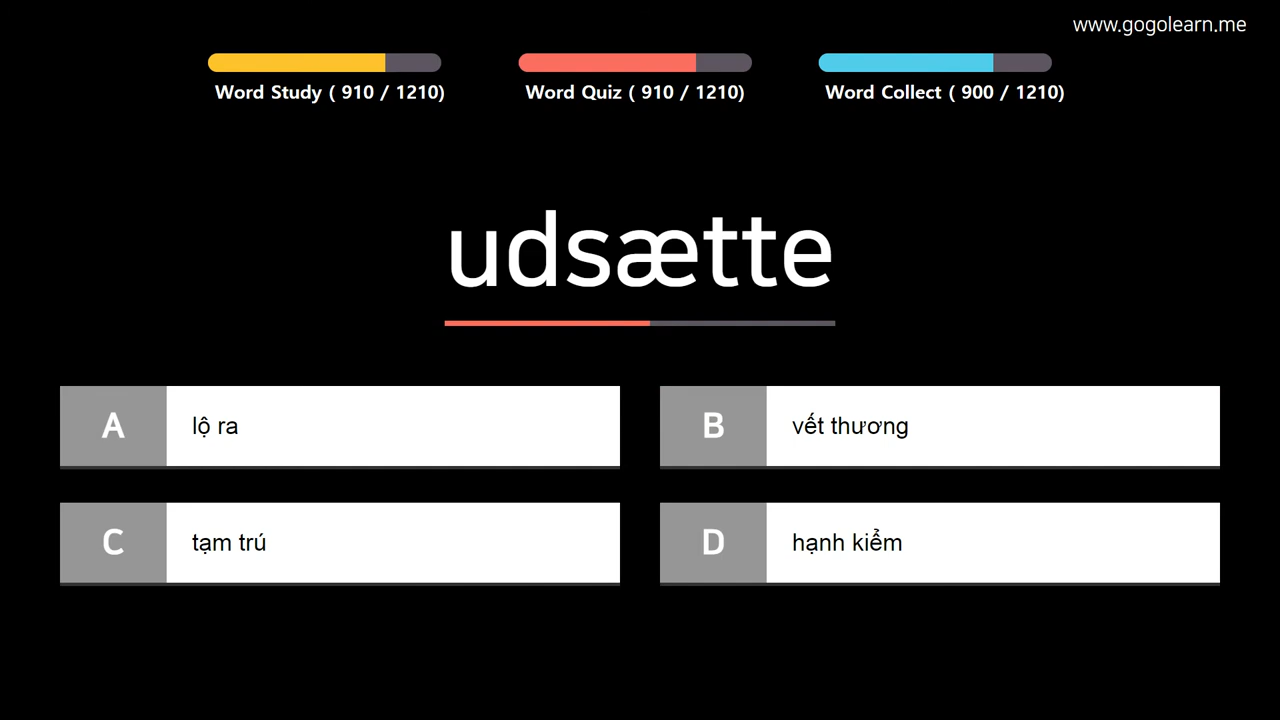 www.gogolearn.me
Word Study ( 910 / 1210)
Word Quiz ( 910 / 1210)
Word Collect ( 900 / 1210)
udsætte
A lộ ra
B vết thương
C tạm trú
D hạnh kiểm